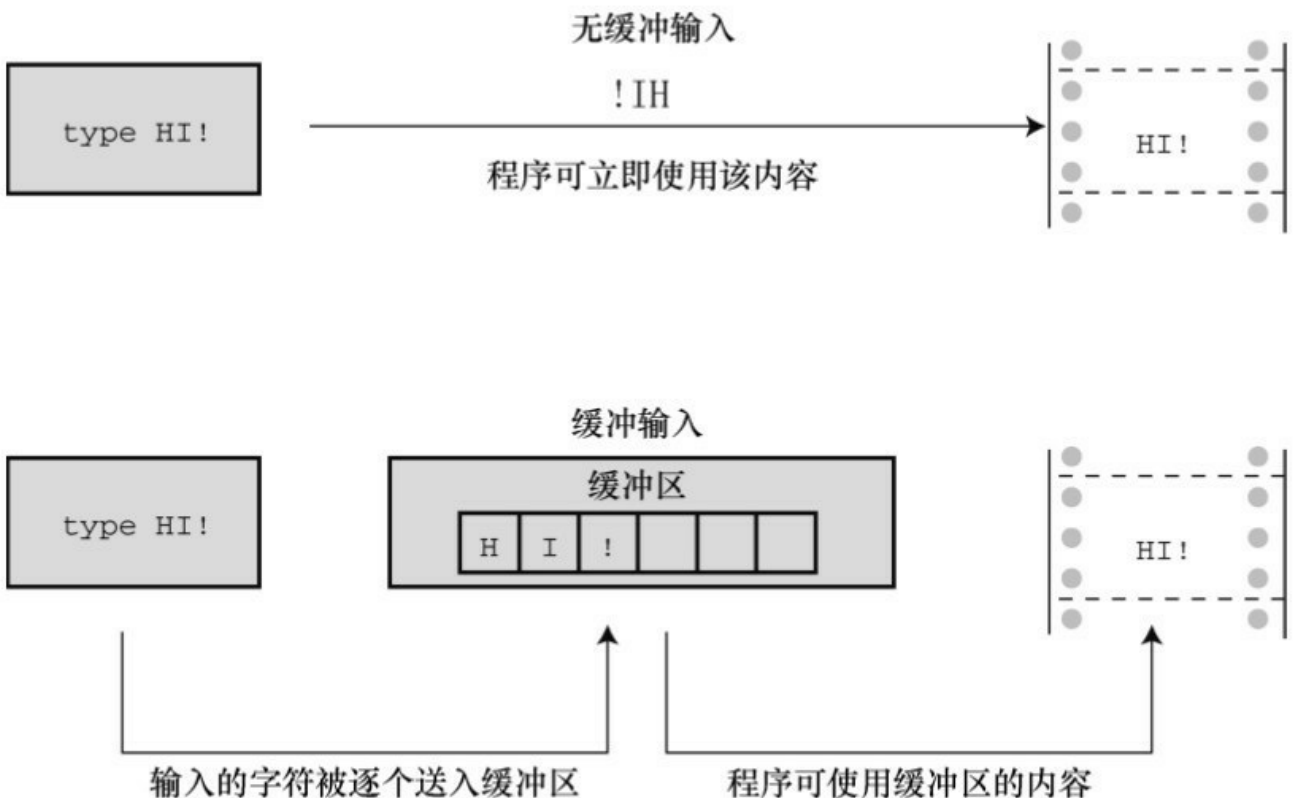 无缓冲输入
type HI!
!IH
HI!
程序可立即使用该内容
缓冲输入
缓冲区
type HI!
H I !
HI!
输入的字符被逐个送入缓冲区
程序可使用缓冲区的内容